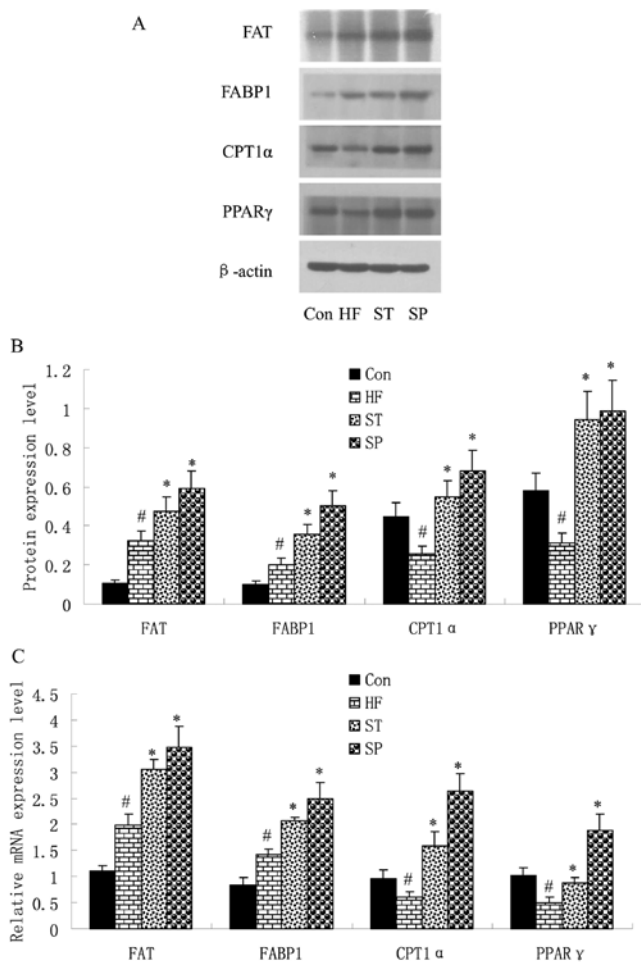 A
FAT
FABP1
CPT1α
PPARγ
β-actin
Con HF ST SP
B
Protein expression level
1.2
1
0.8
0.6
0.4
0.2
0
Con
HF
ST
SP
# * *
# * *
# * *
# * *
FAT FABP1 CPT1α PPARγ
C
Relative mRNA expression level
4.5
4
3.5
3
2.5
2
1.5
1
0.5
0
Con
HF
ST
SP
# * *
# * *
# * *
# * *
FAT FABP1 CPT1α PPARγ